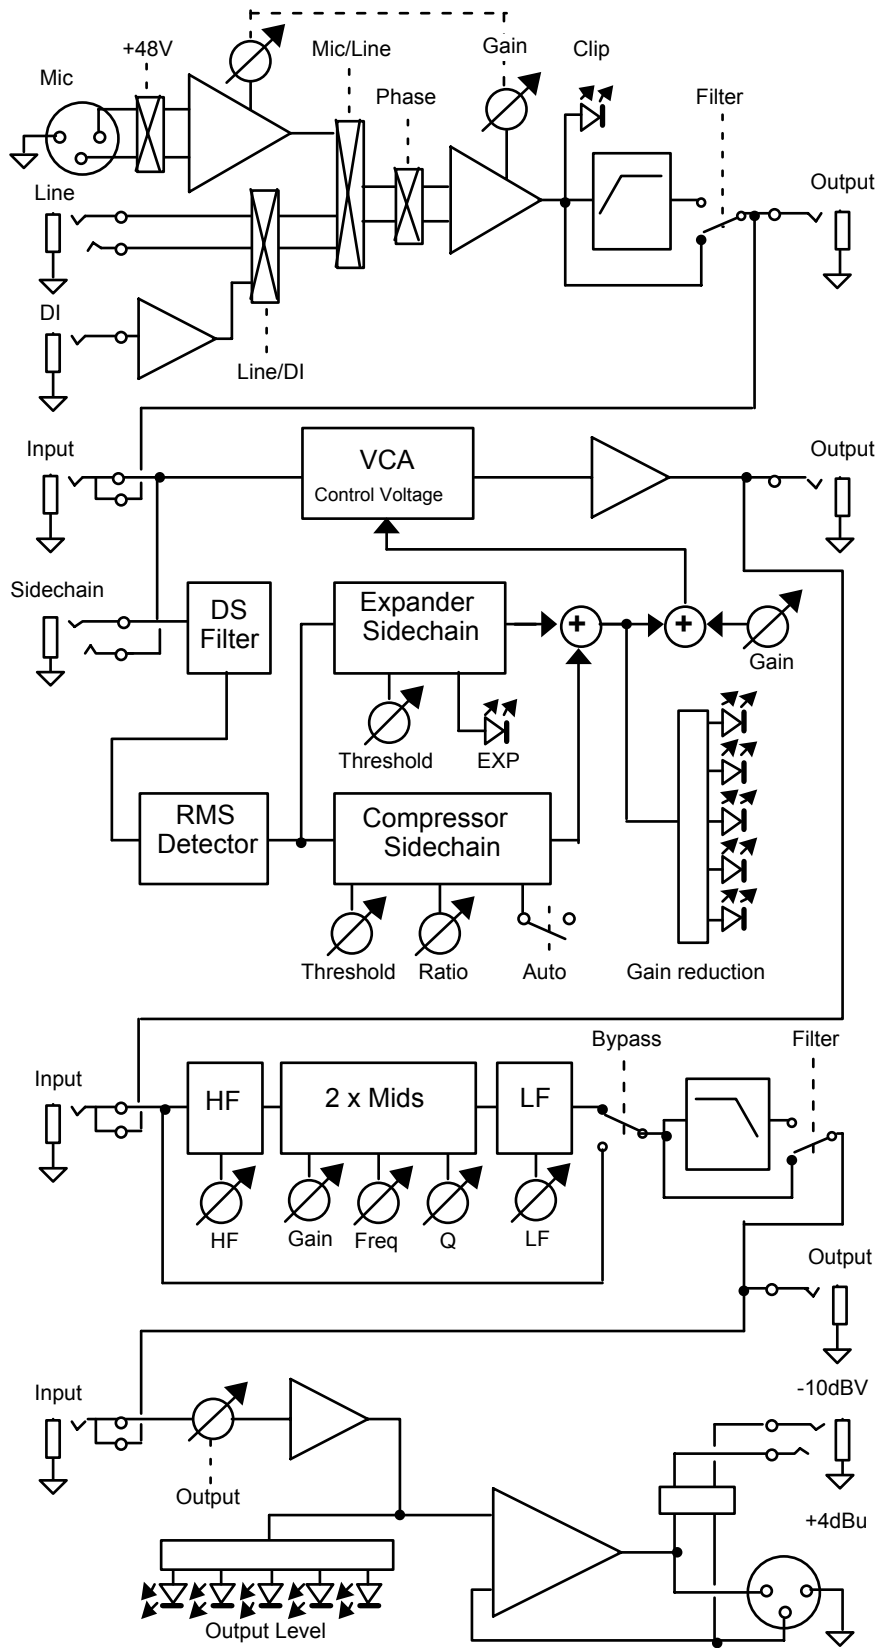 +48V
Mic/Line
Gain
Clip
Mic
Phase
Filter
Line
Output
DI
Line/DI
Input
VCA
Control Voltage
Output
Sidechain
DS
Filter
Expander
Sidechain
+
+
Gain
Threshold
EXP
RMS
Detector
Compressor
Sidechain
Threshold
Ratio
Auto
Gain reduction
Bypass
Filter
Input
HF
2 x Mids
LF
HF
Gain
Freq
Q
LF
Output
Input
-10dBV
Output
+4dBu
Output Level